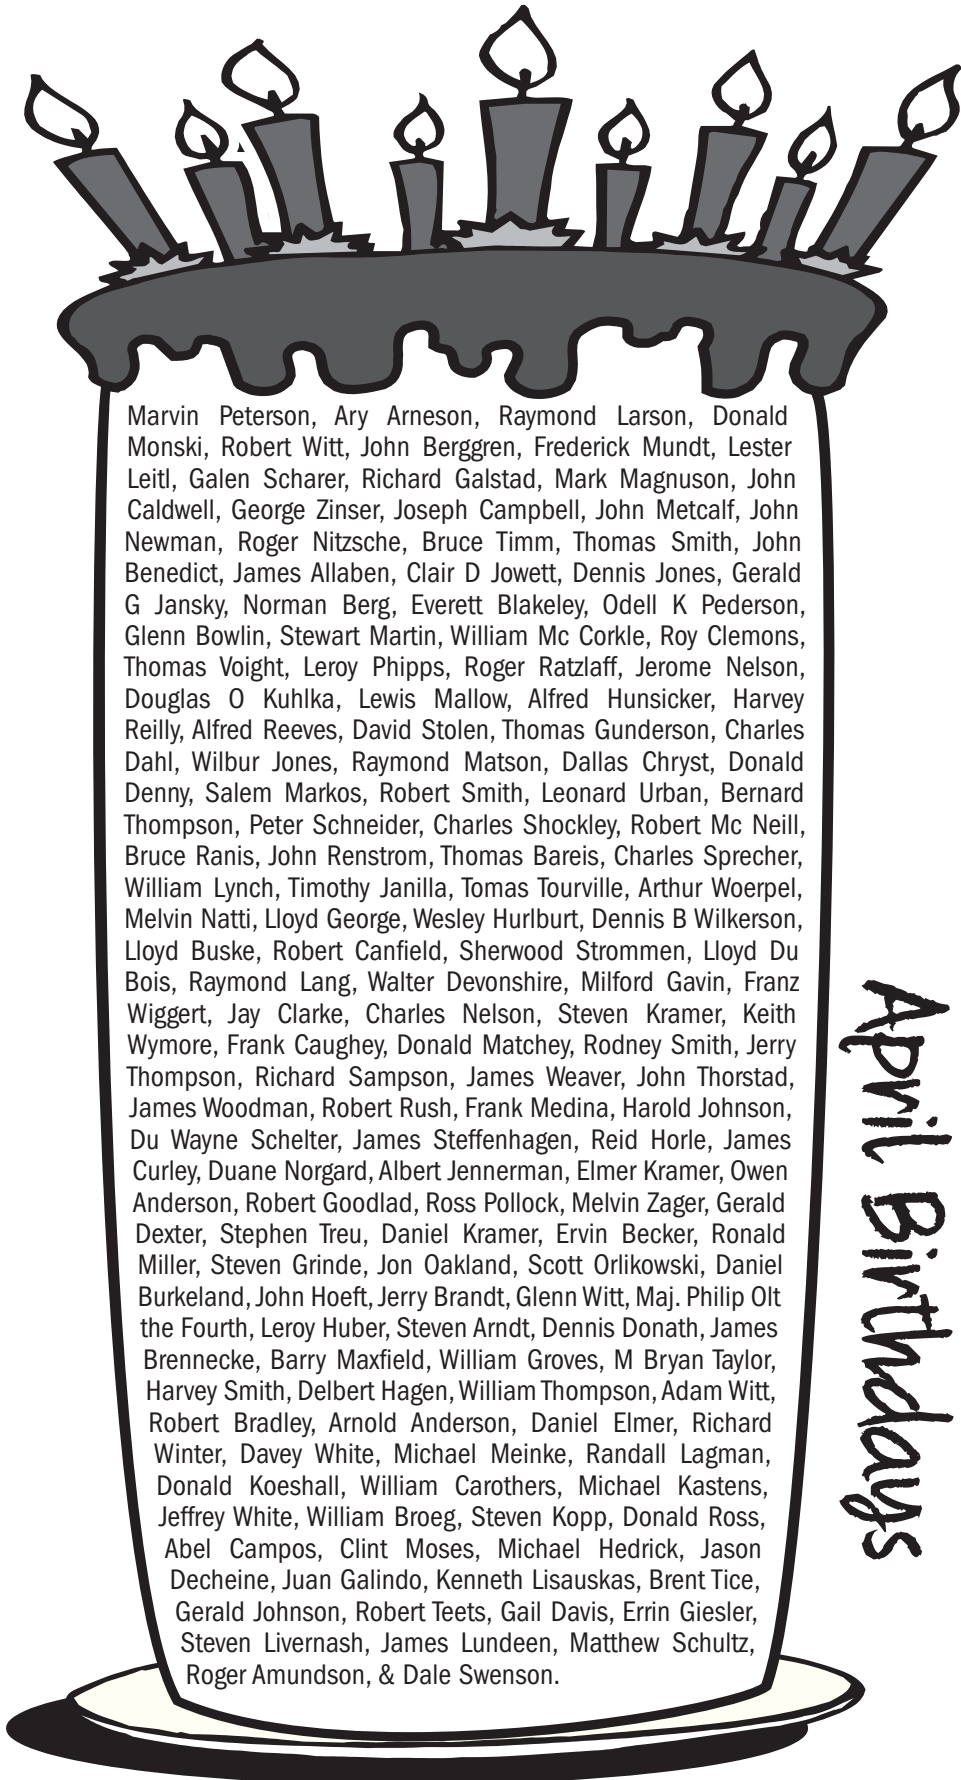 Marvin Peterson, Ary Arneson, Raymond Larson, Donald
Monski, Robert Witt, John Berggren, Frederick Mundt, Lester
Leitl, Galen Scharer, Richard Galstad, Mark Magnuson, John
Caldwell, George Zinser, Joseph Campbell, John Metcalf, John
Newman, Roger Nitzsche, Bruce Timm, Thomas Smith, John
Benedict, James Allaben, Clair D Jowett, Dennis Jones, Gerald
G Jansky, Norman Berg, Everett Blakeley, Odell K Pederson,
Glenn Bowlin, Stewart Martin, William Mc Corkle, Roy Clemons,
Thomas Voight, Leroy Phipps, Roger Ratzlaff, Jerome Nelson,
Douglas O Kuhlka, Lewis Mallow, Alfred Hunsicker, Harvey
Reilly, Alfred Reeves, David Stolen, Thomas Gunderson, Charles
Dahl, Wilbur Jones, Raymond Matson, Dallas Chryst, Donald
Denny, Salem Markos, Robert Smith, Leonard Urban, Bernard
Thompson, Peter Schneider, Charles Shockley, Robert Mc Neill,
Bruce Ranis, John Renstrom, Thomas Bareis, Charles Sprecher,
William Lynch, Timothy Janilla, Tomas Tourville, Arthur Woerpel,
Melvin Natti, Lloyd George, Wesley Hurlburt, Dennis B Wilkerson,
Lloyd Buske, Robert Canfield, Sherwood Strommen, Lloyd Du
Bois, Raymond Lang, Walter Devonshire, Milford Gavin, Franz
Wiggert, Jay Clarke, Charles Nelson, Steven Kramer, Keith
Wymore, Frank Caughey, Donald Matchey, Rodney Smith, Jerry
Thompson, Richard Sampson, James Weaver, John Thorstad,
James Woodman, Robert Rush, Frank Medina, Harold Johnson,
Du Wayne Schelter, James Steffenhagen, Reid Horle, James
Curley, Duane Norgard, Albert Jennerman, Elmer Kramer, Owen
Anderson, Robert Goodlad, Ross Pollock, Melvin Zager, Gerald
Dexter, Stephen Treu, Daniel Kramer, Ervin Becker, Ronald
Miller, Steven Grinde, Jon Oakland, Scott Orlikowski, Daniel
Burkeland, John Hoeft, Jerry Brandt, Glenn Witt, Maj. Philip Olt
the Fourth, Leroy Huber, Steven Arndt, Dennis Donath, James
Brennecke, Barry Maxfield, William Groves, M Bryan Taylor,
Harvey Smith, Delbert Hagen, William Thompson, Adam Witt,
Robert Bradley, Arnold Anderson, Daniel Elmer, Richard
Winter, Davey White, Michael Meinke, Randall Lagman,
Donald Koeshall, William Carothers, Michael Kastens,
Jeffrey White, William Broeg, Steven Kopp, Donald Ross,
Abel Campos, Clint Moses, Michael Hedrick, Jason
Decheine, Juan Galindo, Kenneth Lisauskas, Brent Tice,
Gerald Johnson, Robert Teets, Gail Davis, Errin Giesler,
Steven Livernash, James Lundeen, Matthew Schultz,
Roger Amundson, & Dale Swenson.
April Birthdays